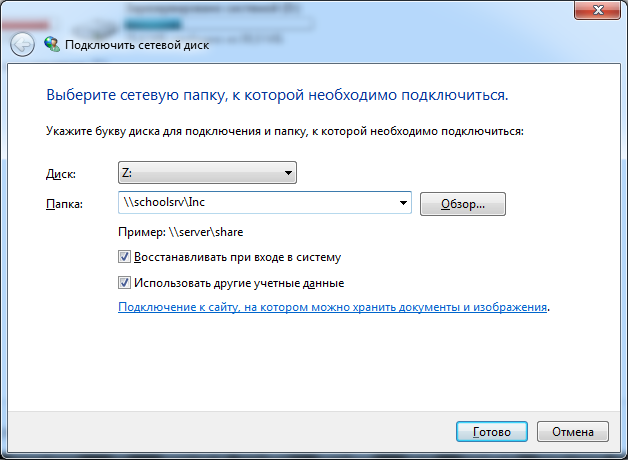 Подключить сетевой диск
Выберите сетевую папку, к которой необходимо подключиться.
Укажите букву диска для подключения и папку, к которой необходимо подключиться:
Диск: Z:
Папка: \\schoolsrv\Inc Обзор...
Пример: \\server\share
Восстанавливать при входе в систему
Использовать другие учетные данные
Подключение к сайту, на котором можно хранить документы и изображения.
Готово Отмена